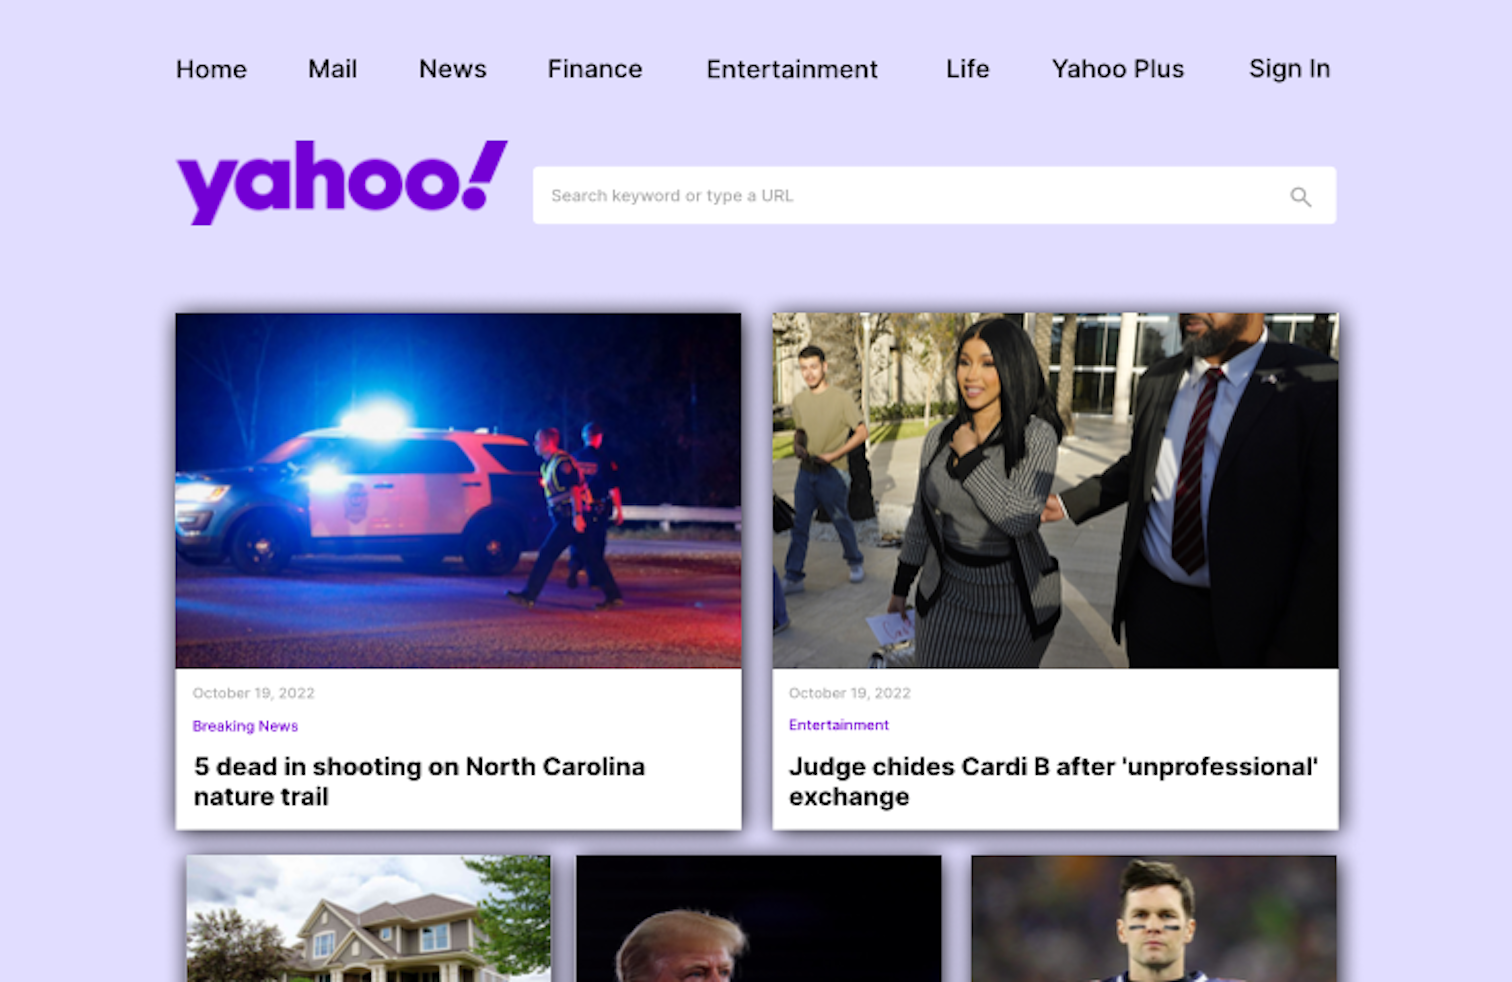 Home Mail News Finance Entertainment Life Yahoo Plus Sign In
yahoo!
Search keyword or type a URL
October 19, 2022
Breaking News
5 dead in shooting on North Carolina
nature trail
October 19, 2022
Entertainment
Judge chides Cardi B after 'unprofessional'
exchange